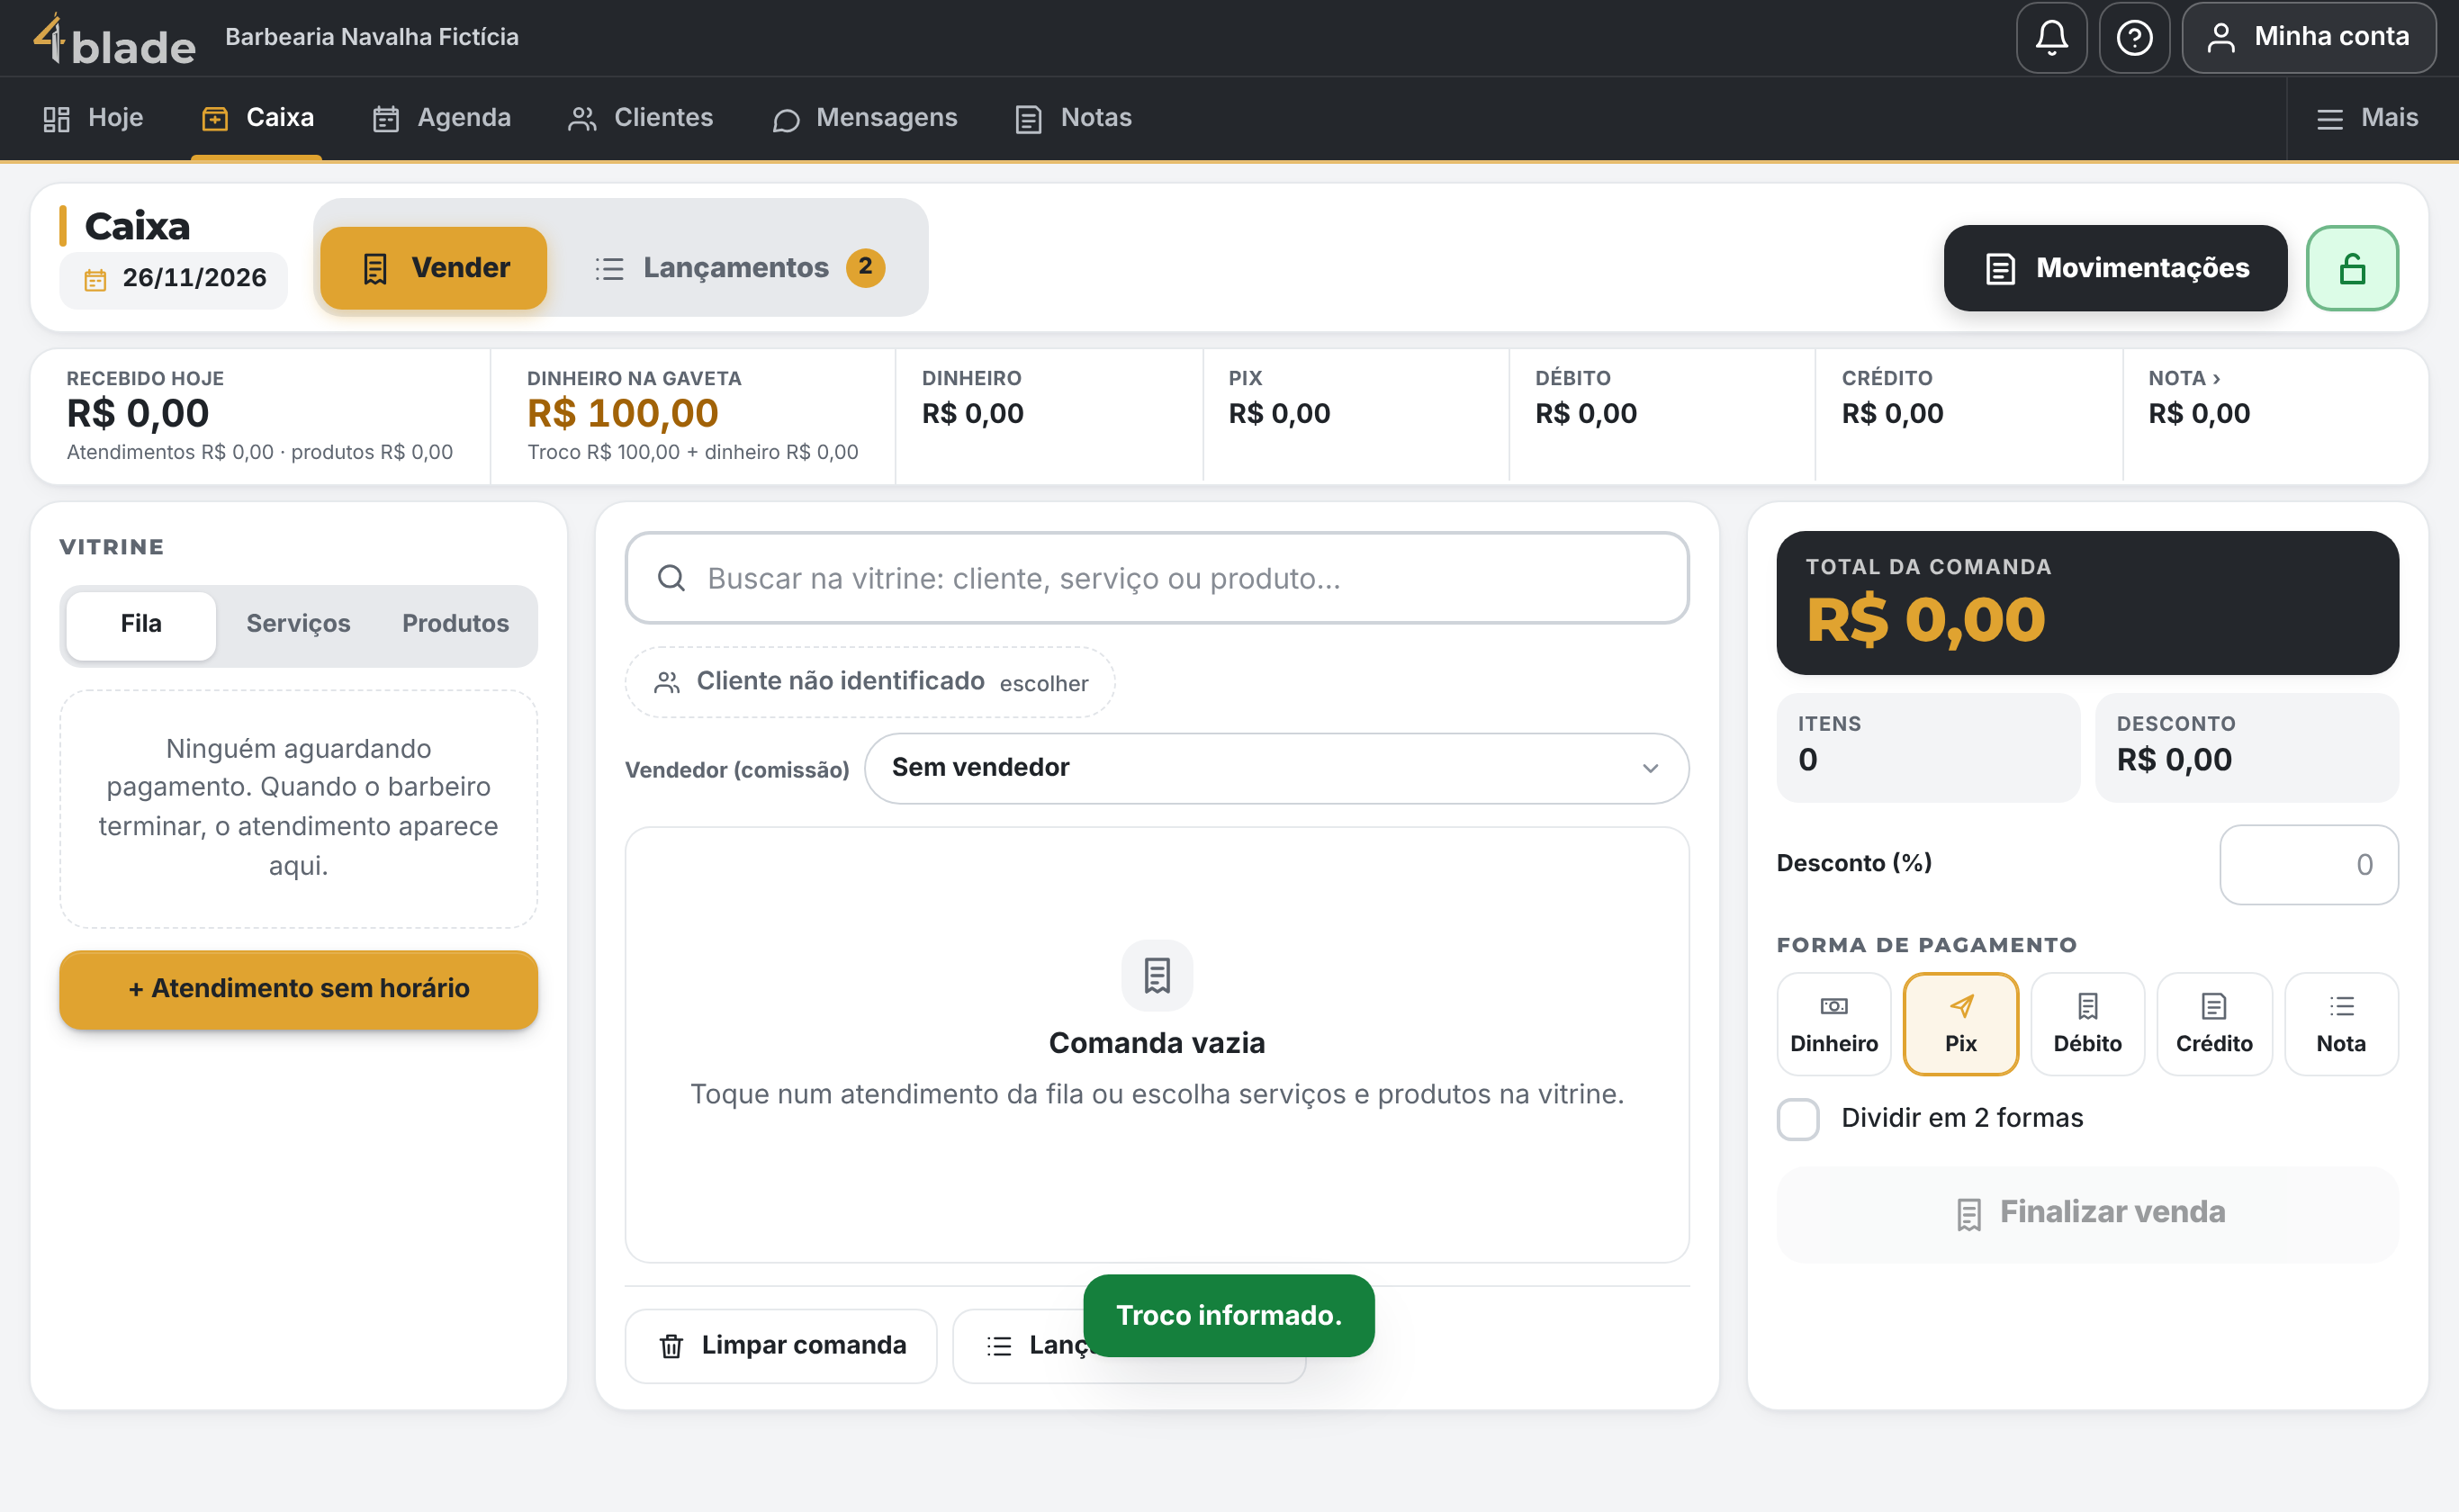 4blade
Barbearia Navalha Fictícia
Minha conta
Hoje
Caixa
Agenda
Clientes
Mensagens
Notas
Mais
Caixa
26/11/2026
Vender
Lançamentos
2
Movimentações
RECEBIDO HOJE
R$ 0,00
Atendimentos R$ 0,00 · produtos R$ 0,00
DINHEIRO NA GAVETA
R$ 100,00
Troco R$ 100,00 + dinheiro R$ 0,00
DINHEIRO
R$ 0,00
PIX
R$ 0,00
DÉBITO
R$ 0,00
CRÉDITO
R$ 0,00
NOTA ›
R$ 0,00
VITRINE
Fila
Serviços
Produtos
Ninguém aguardando
pagamento. Quando o barbeiro
terminar, o atendimento aparece
aqui.
+ Atendimento sem horário
Buscar na vitrine: cliente, serviço ou produto...
Cliente não identificado escolher
Vendedor (comissão)
Sem vendedor
Comanda vazia
Toque num atendimento da fila ou escolha serviços e produtos na vitrine.
Limpar comanda
Troco informado.
TOTAL DA COMANDA
R$ 0,00
ITENS
0
DESCONTO
R$ 0,00
Desconto (%)
0
FORMA DE PAGAMENTO
Dinheiro
Pix
Débito
Crédito
Nota
Dividir em 2 formas
Finalizar venda